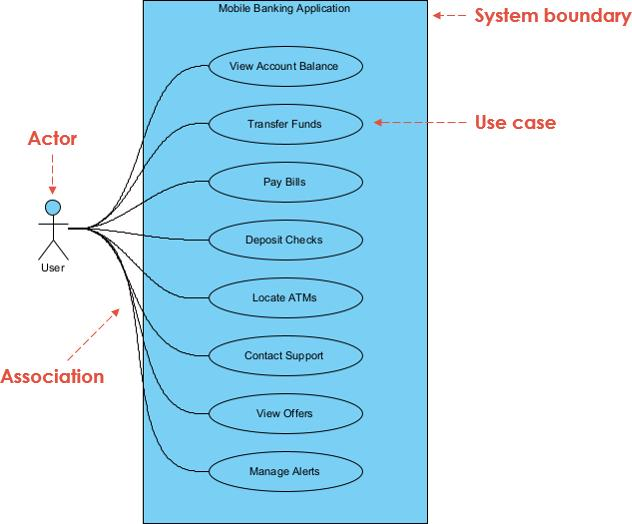 Mobile Banking Application
System boundary
View Account Balance
Transfer Funds
Use case
Actor
Pay Bills
Deposit Checks
User
Locate ATMs
Contact Support
Association
View Offers
Manage Alerts